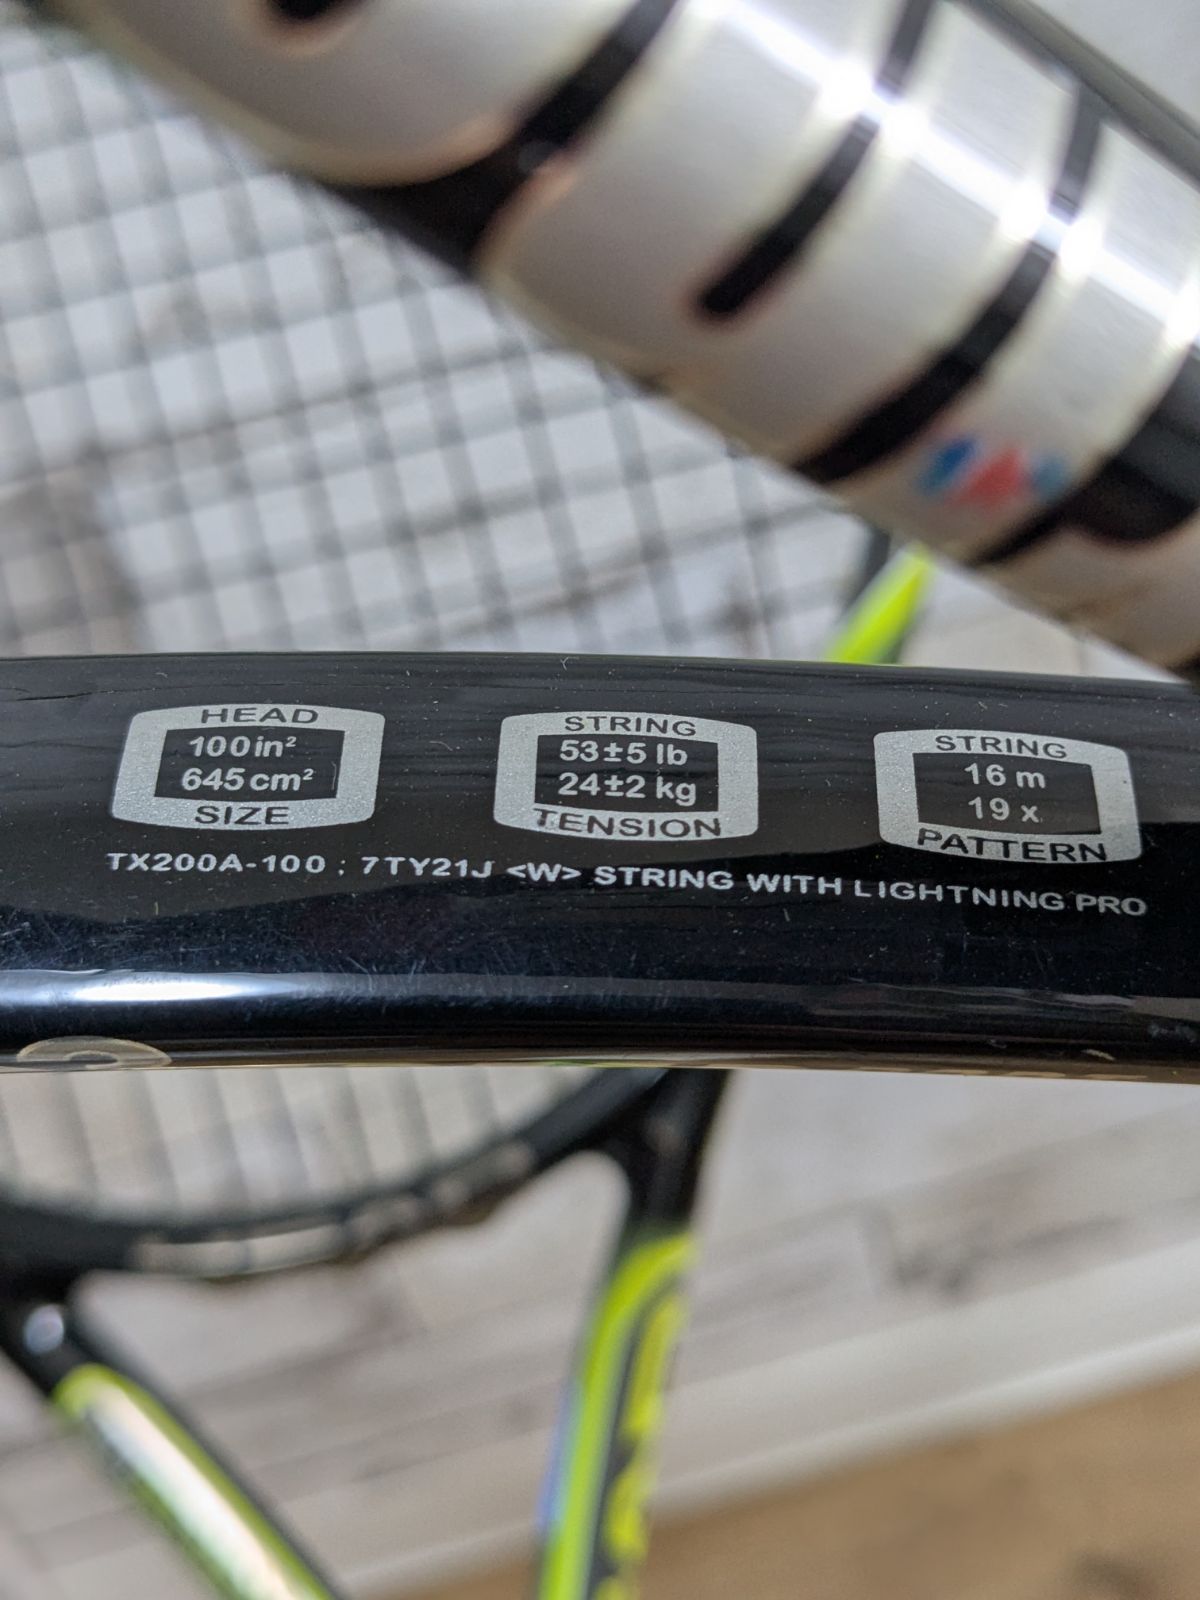 HEAD
100in²
645cm²
SIZE
STRING
53±5 lb
24±2 kg
TENSION
STRING
16 m
19 x
PATTERN
TX200A-100 : 7TY21J <W> STRING WITH LIGHTNING PRO